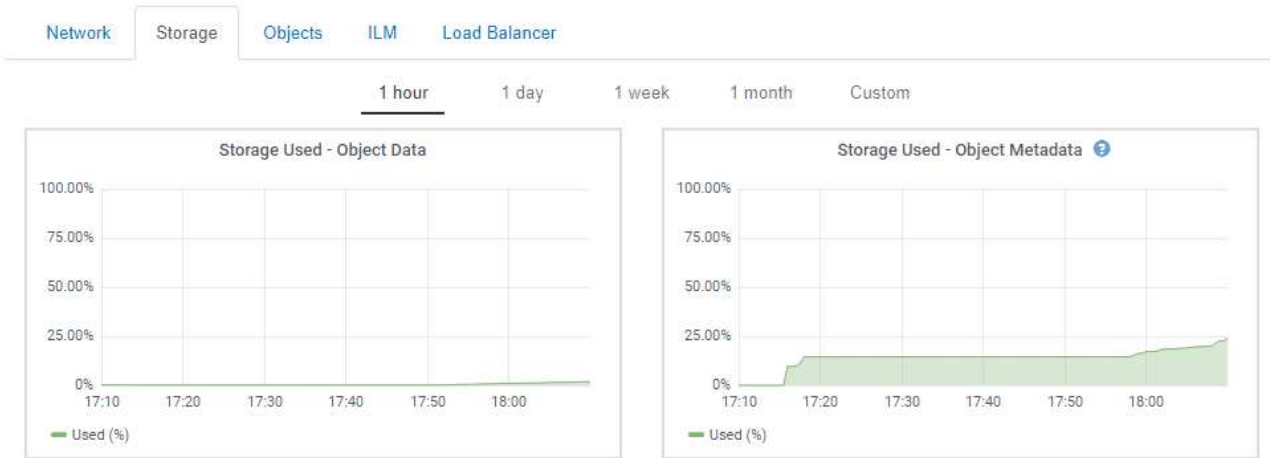 Network Storage Objects ILM Load Balancer
1 hour 1 day 1 week 1 month Custom
Storage Used - Object Data
100.00%
75.00%
50.00%
25.00%
0%
17:10 17:20 17:30 17:40 17:50 18:00
Used (%)
Storage Used - Object Metadata ?
100.00%
75.00%
50.00%
25.00%
0%
17:10 17:20 17:30 17:40 17:50 18:00
Used (%)